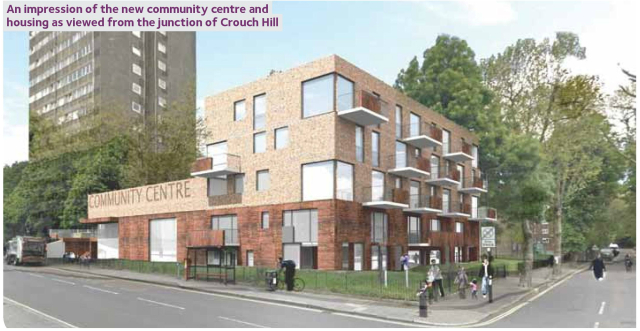 An impression of the new community centre and
housing as viewed from the junction of Crouch Hill
COMMUNITY CENTRE